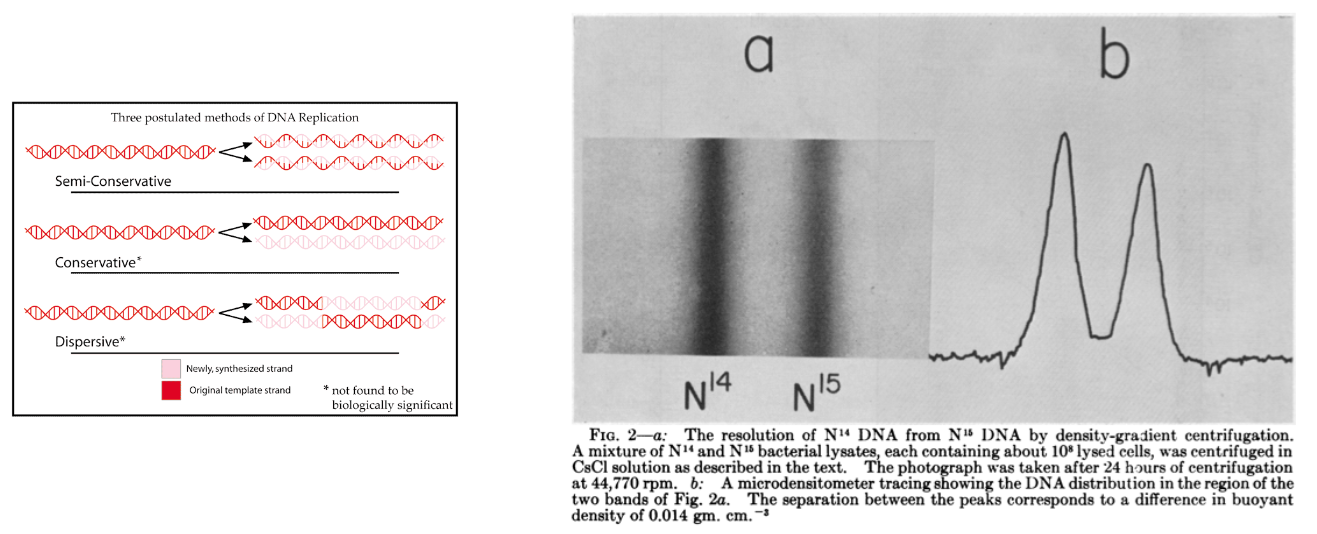 Three postulated methods of DNA Replication
Semi-Conservative
Conservative*
Dispersive*
Newly, synthesized strand
Original template strand
* not found to be
biologically significant
a
b
N¹⁴
N¹⁵
FIG. 2—a: The resolution of N¹⁴ DNA from N¹⁵ DNA by density-gradient centrifugation.
A mixture of N¹⁴ and N¹⁵ bacterial lysates, each containing about 10⁸ lysed cells, was centrifuged in
CsCl solution as described in the text. The photograph was taken after 24 hours of centrifugation
at 44,770 rpm. b: A microdensitometer tracing showing the DNA distribution in the region of the
two bands of Fig. 2a. The separation between the peaks corresponds to a difference in buoyant
density of 0.014 gm. cm.⁻³